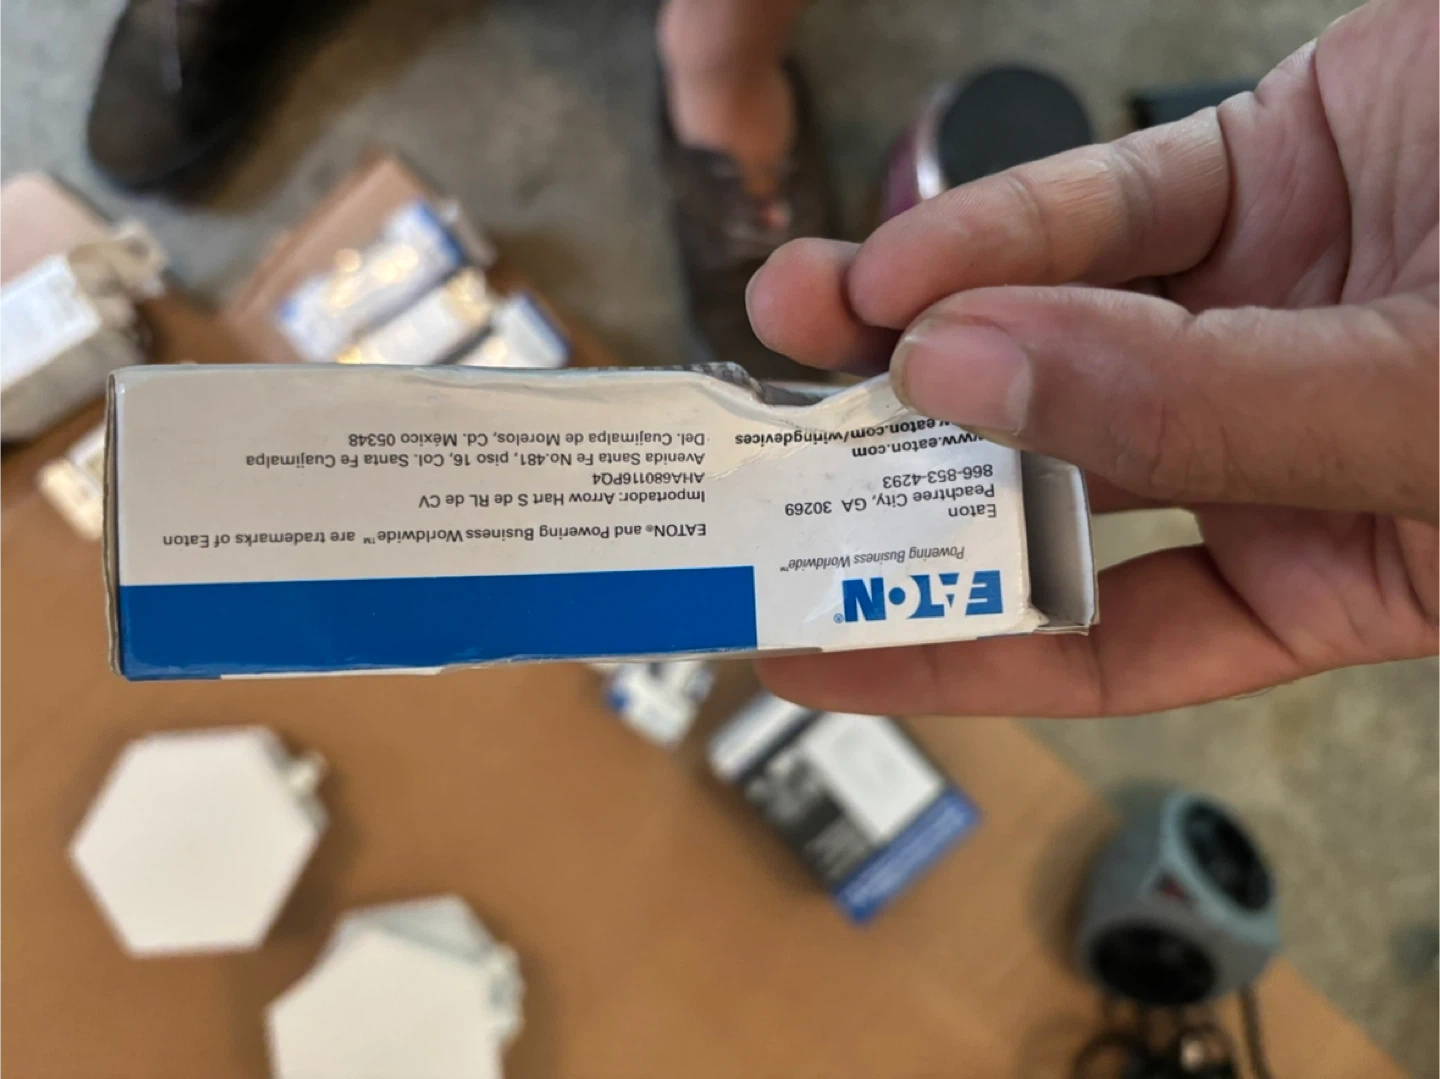 EATON®
Powering Business Worldwide™
Eaton
Peachtree City, GA 30269
866-853-4293
www.eaton.com
www.eaton.com/wiringdevices
EATON® and Powering Business Worldwide™ are trademarks of Eaton
Importador: Arrow Hart S de RL de CV
AHA680116PQ4
Avenida Santa Fe No.481, piso 16, Col. Santa Fe Cuajimalpa
Del. Cuajimalpa de Morelos, Cd. México 05348